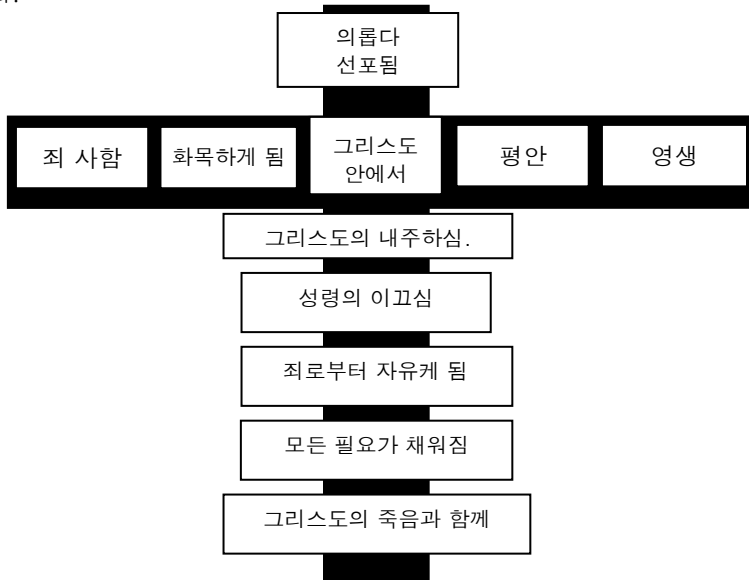 의롭다
선포됨
죄 사함
화목하게 됨
그리스도
안에서
평안
영생
그리스도의 내주하심.
성령의 이끄심
죄로부터 자유케 됨
모든 필요가 채워짐
그리스도의 죽음과 함께